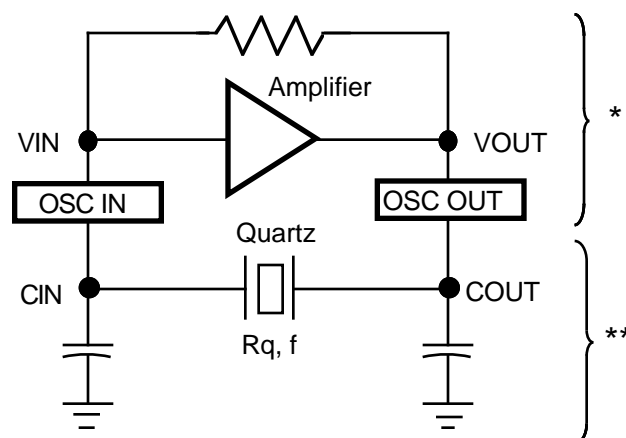 Amplifier
*
VIN
VOUT
OSC IN
OSC OUT
Quartz
CIN
COUT
**
Rq, f